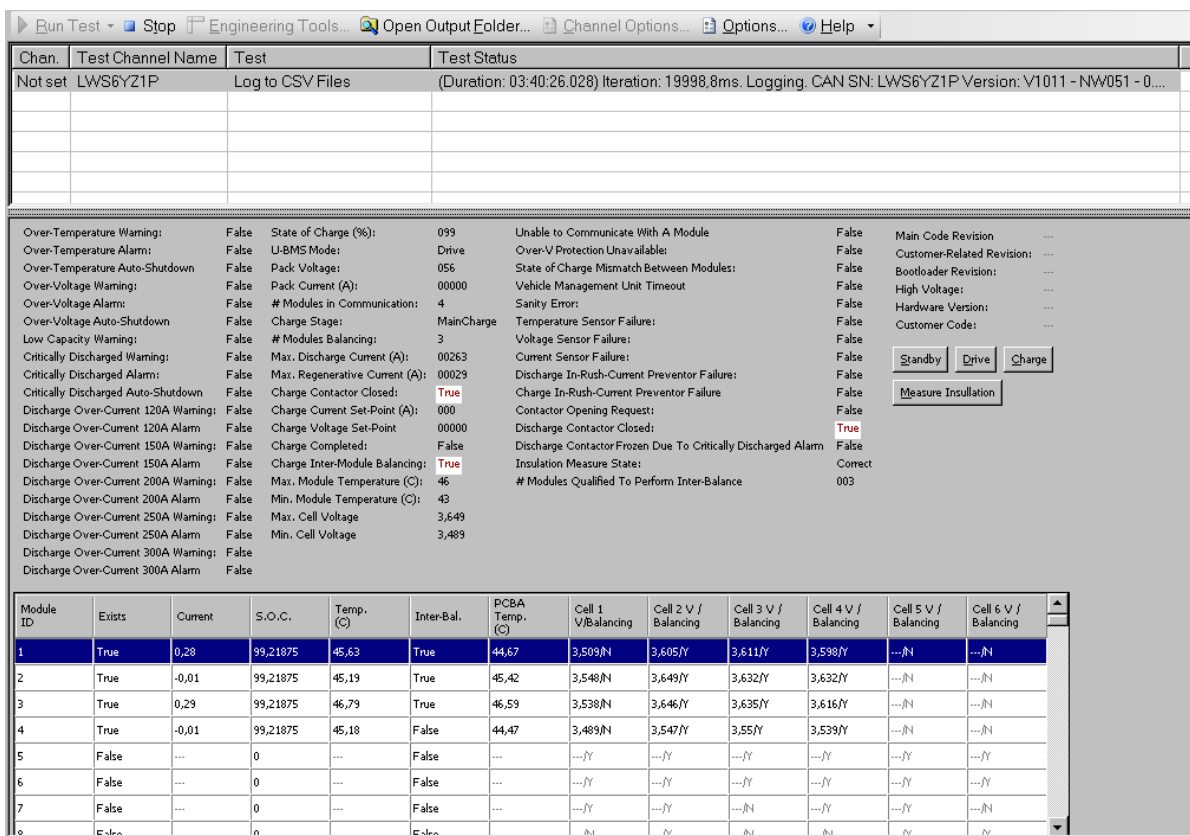 Run Test Stop Engineering Tools... Open Output Folder... Channel Options... Options... Help
Chan. Test Channel Name Test Test Status
Not set LWS6YZ1P Log to CSV Files (Duration: 03:40:26.028) Iteration: 19998,8ms. Logging. CAN SN: LWS6YZ1P Version: V1011 - NW051 - 0....
Over-Temperature Warning: False State of Charge (%): 099 Unable to Communicate With A Module False Main Code Revision ---
Over-Temperature Alarm: False U-BMS Mode: Drive Over-V Protection Unavailable: False Customer-Related Revision: ---
Over-Temperature Auto-Shutdown False Pack Voltage: 056 State of Charge Mismatch Between Modules: False Bootloader Revision: ---
Over-Voltage Warning: False Pack Current (A): 00000 Vehicle Management Unit Timeout False High Voltage: ---
Over-Voltage Alarm: False # Modules in Communication: 4 Sanity Error: False Hardware Version: ---
Over-Voltage Auto-Shutdown False Charge Stage: MainCharge Temperature Sensor Failure: False Customer Code: ---
Low Capacity Warning: False # Modules Balancing: 3 Voltage Sensor Failure: False
Critically Discharged Warning: False Max. Discharge Current (A): 00263 Current Sensor Failure: False Standby Drive Charge
Critically Discharged Alarm: False Max. Regenerative Current (A): 00029 Discharge In-Rush-Current Preventor Failure: False
Critically Discharged Auto-Shutdown False Charge Contactor Closed: True Charge In-Rush-Current Preventor Failure False Measure Insullation
Discharge Over-Current 120A Warning: False Charge Current Set-Point (A): 000 Contactor Opening Request: False
Discharge Over-Current 120A Alarm False Charge Voltage Set-Point 00000 Discharge Contactor Closed: True
Discharge Over-Current 150A Warning: False Charge Completed: False Discharge Contactor Frozen Due To Critically Discharged Alarm False
Discharge Over-Current 150A Alarm False Charge Inter-Module Balancing: True Insulation Measure State: Correct
Discharge Over-Current 200A Warning: False Max. Module Temperature (C): 46 # Modules Qualified To Perform Inter-Balance 003
Discharge Over-Current 200A Alarm False Min. Module Temperature (C): 43
Discharge Over-Current 250A Warning: False Max. Cell Voltage 3,649
Discharge Over-Current 250A Alarm False Min. Cell Voltage 3,489
Discharge Over-Current 300A Warning: False
Discharge Over-Current 300A Alarm False
Module ID Exists Current S.O.C. Temp. (C) Inter-Bal. PCBA Temp. (C) Cell 1 V/Balancing Cell 2 V / Balancing Cell 3 V / Balancing Cell 4 V / Balancing Cell 5 V / Balancing Cell 6 V / Balancing
1 True 0,28 99,21875 45,63 True 44,67 3,509/N 3,605/Y 3,611/Y 3,598/Y ---/N ---/N
2 True -0,01 99,21875 45,19 True 45,42 3,548/N 3,649/Y 3,632/Y 3,632/Y ---/N ---/N
3 True 0,29 99,21875 46,79 True 46,59 3,538/N 3,646/Y 3,635/Y 3,616/Y ---/N ---/N
4 True -0,01 99,21875 45,18 False 44,47 3,489/N 3,547/Y 3,55/Y 3,539/Y ---/N ---/N
5 False --- 0 --- False --- ---/Y ---/Y ---/Y ---/Y ---/Y ---/Y
6 False --- 0 --- False --- ---/Y ---/Y ---/Y ---/Y ---/Y ---/Y
7 False --- 0 --- False --- ---/Y ---/Y ---/N ---/Y ---/Y ---/N